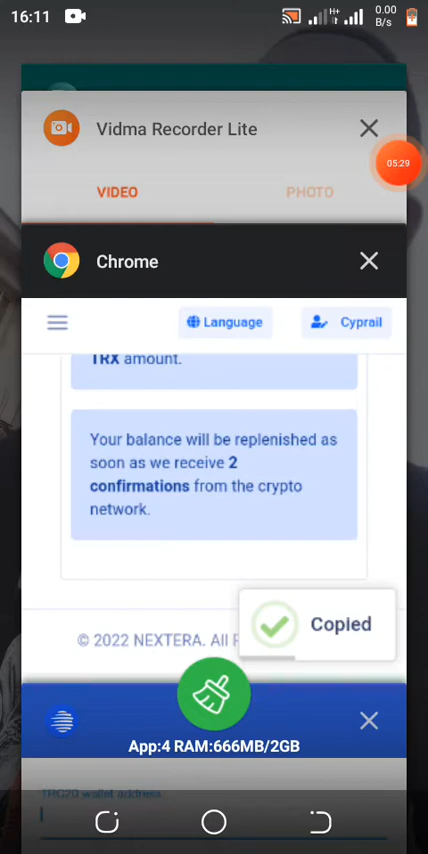 16:11
H+
0.00
B/s
Vidma Recorder Lite
05:29
VIDEO
PHOTO
Chrome
Language
Cyprail
TRX amount.
Your balance will be replenished as
soon as we receive 2
confirmations from the crypto
network.
Copied
© 2022 NEXTERA. All R
App:4 RAM:666MB/2GB
TRC20 wallet address